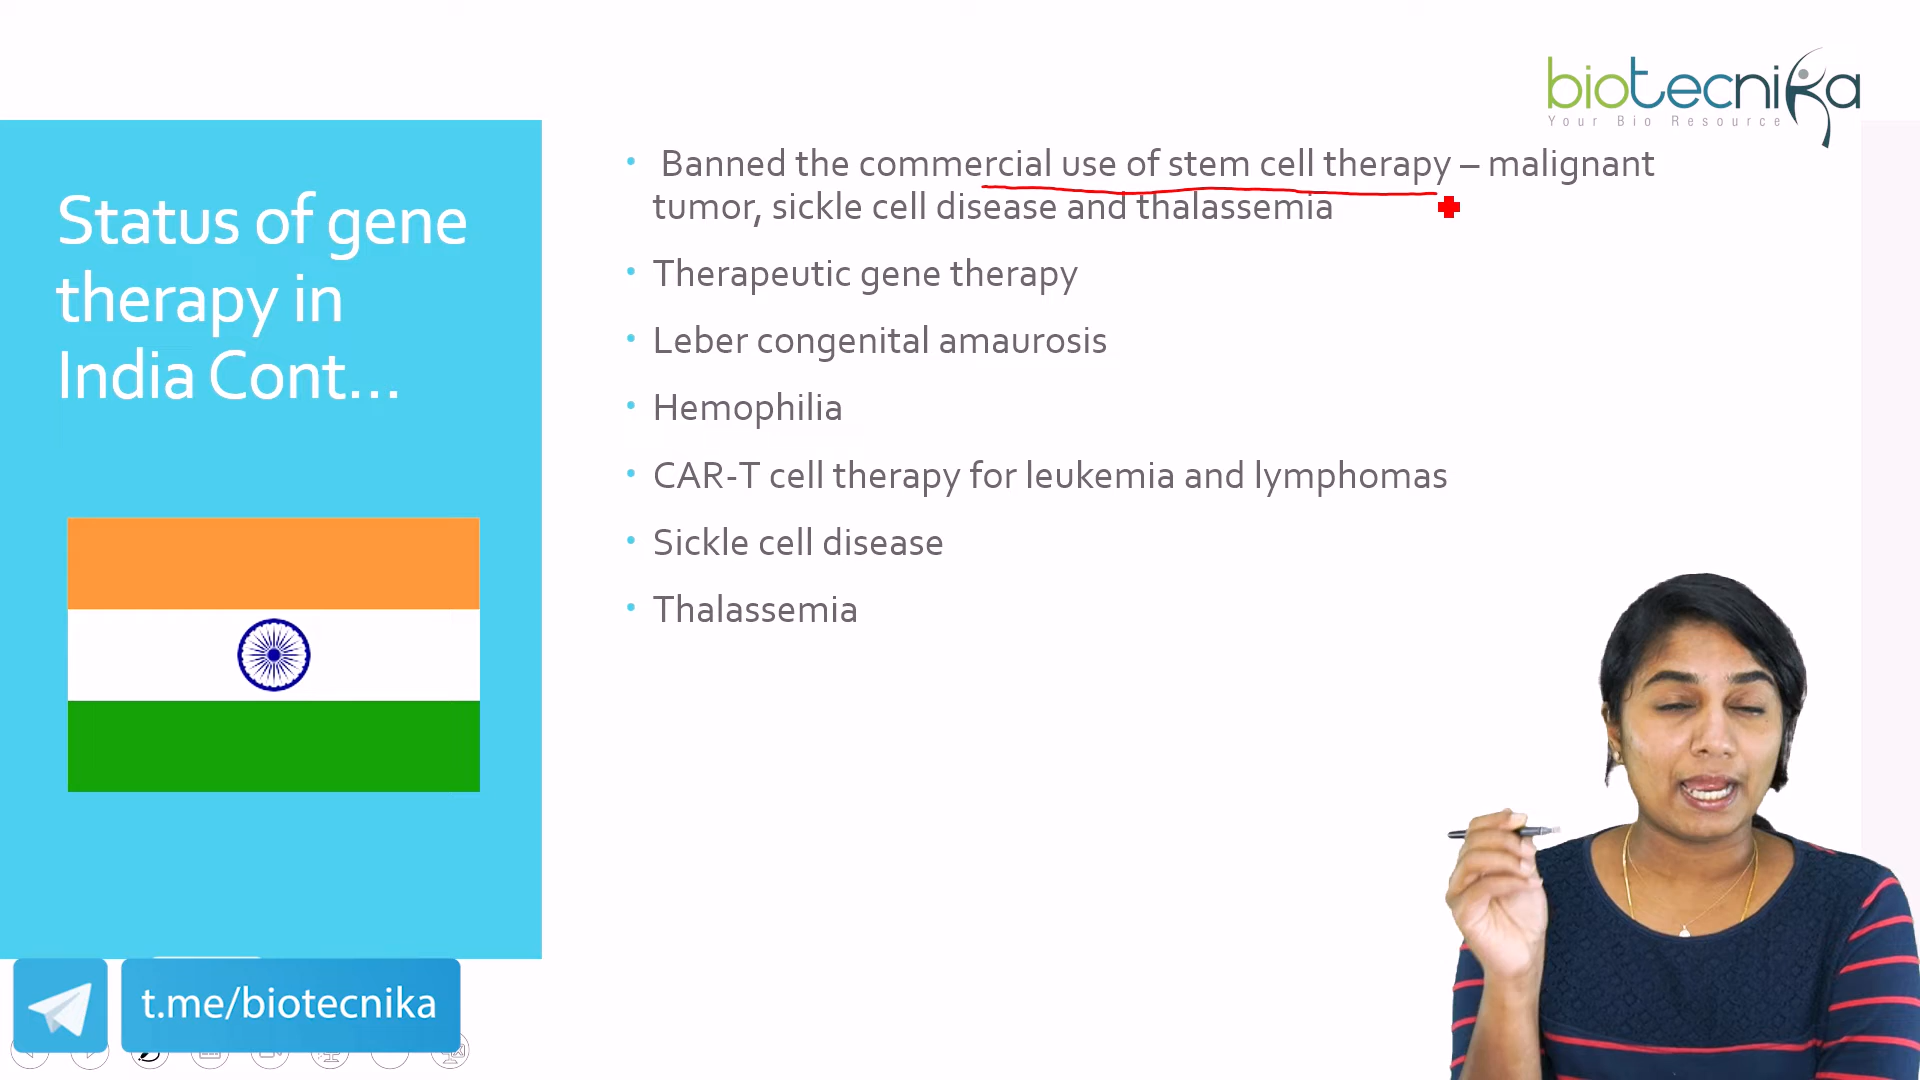 biotecnika
Your Bio Resource
Status of gene
therapy in
India Cont...
• Banned the commercial use of stem cell therapy – malignant
tumor, sickle cell disease and thalassemia
• Therapeutic gene therapy
• Leber congenital amaurosis
• Hemophilia
• CAR-T cell therapy for leukemia and lymphomas
• Sickle cell disease
• Thalassemia
t.me/biotecnika